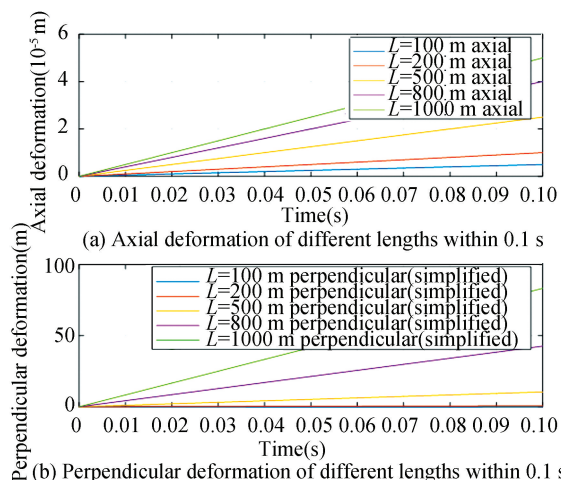 Axial deformation(10⁻⁵ m)
6
4
2
0
L=100 m axial
L=200 m axial
L=500 m axial
L=800 m axial
L=1000 m axial
0 0.01 0.02 0.03 0.04 0.05 0.06 0.07 0.08 0.09 0.10
Time(s)
(a) Axial deformation of different lengths within 0.1 s
Perpendicular deformation(m)
100
50
0
L=100 m perpendicular(simplified)
L=200 m perpendicular(simplified)
L=500 m perpendicular(simplified)
L=800 m perpendicular(simplified)
L=1000 m perpendicular(simplified)
0 0.01 0.02 0.03 0.04 0.05 0.06 0.07 0.08 0.09 0.10
Time(s)
(b) Perpendicular deformation of different lengths within 0.1 s